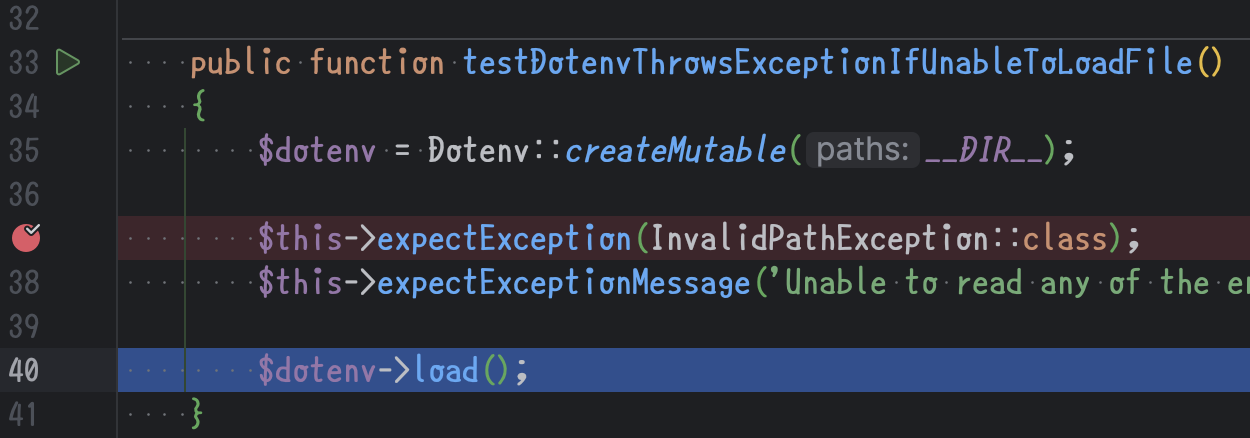 32
33 public function testDotenvThrowsExceptionIfUnableToLoadFile()
34 {
35 $dotenv = Dotenv::createMutable( paths: __DIR__);
36
$this->expectException(InvalidPathException::class);
38 $this->expectExceptionMessage('Unable to read any of the
39
40 $dotenv->load();
41 }